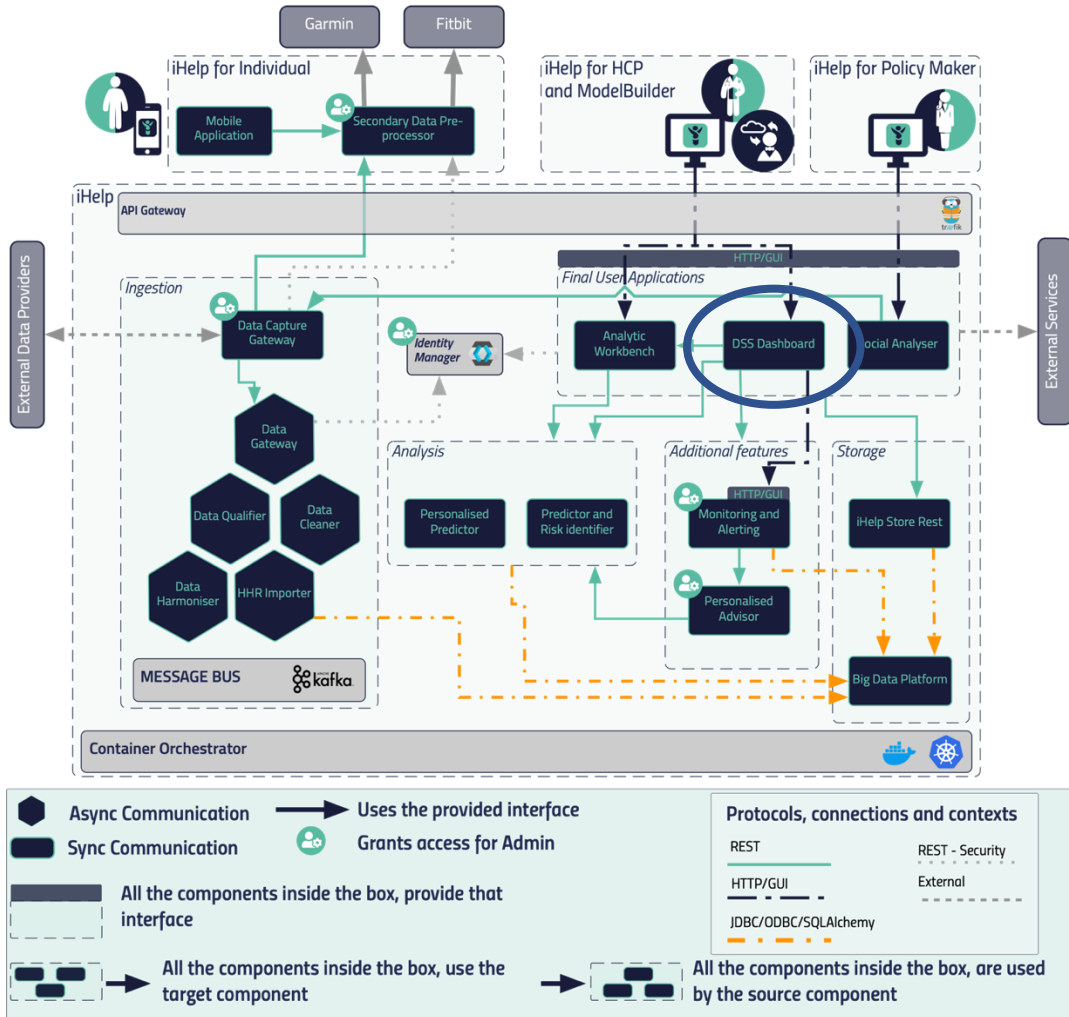 Garmin
Fitbit
iHelp for Individual
iHelp for HCP
and ModelBuilder
iHelp for Policy Maker
Mobile
Application
Secondary Data Pre-
processor
iHelp
API Gateway
træfik
External Data Providers
External Services
HTTP/GUI
Ingestion
Final User Applications
Data Capture
Gateway
Identity
Manager
Analytic
Workbench
DSS Dashboard
ocial Analyser
Data
Gateway
Data Qualifier
Data
Cleaner
Data
Harmoniser
HHR Importer
Analysis
Additional features
Storage
HTTP/GUI
Personalised
Predictor
Predictor and
Risk identifier
Monitoring and
Alerting
iHelp Store Rest
Personalised
Advisor
Big Data Platform
MESSAGE BUS
kafka
Container Orchestrator
Async Communication
Uses the provided interface
Sync Communication
Grants access for Admin
All the components inside the box, provide that
interface
All the components inside the box, use the
target component
All the components inside the box, are used
by the source component
Protocols, connections and contexts
REST
REST - Security
HTTP/GUI
External
JDBC/ODBC/SQLAlchemy